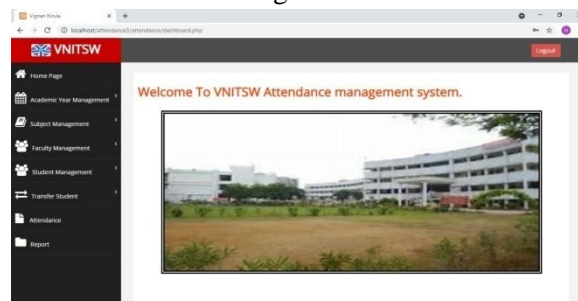 Vignan Nirula
localhost/attendance3/attendance/dashboard.php
VNITSW
Logout
Home Page
Academic Year Management
Welcome To VNITSW Attendance management system.
Subject Management
Faculty Management
Student Management
Transfer Student
Attendance
Report